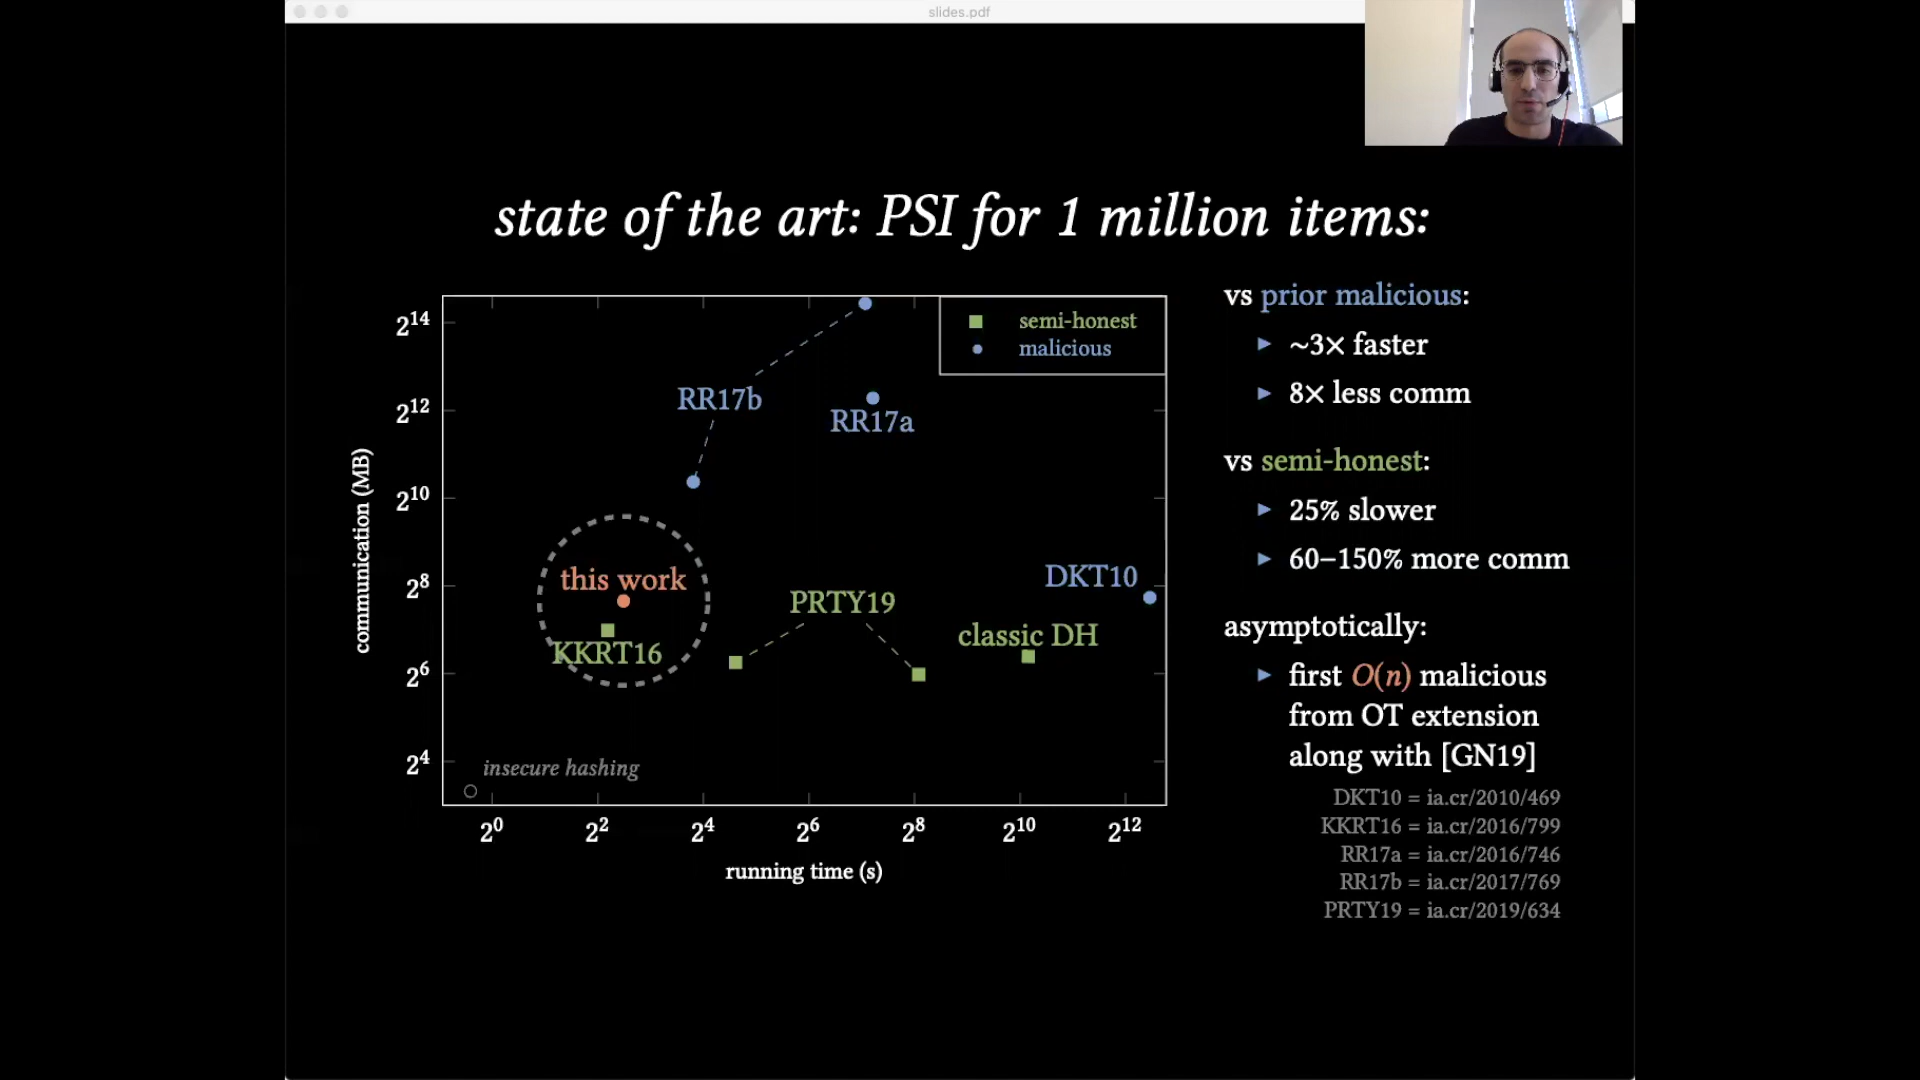 slides.pdf
state of the art: PSI for 1 million items:
semi-honest
malicious
RR17b
RR17a
this work
KKRT16
PRTY19
classic DH
DKT10
insecure hashing
communication (MB)
2^14
2^12
2^10
2^8
2^6
2^4
2^0
2^2
2^4
2^6
2^8
2^10
2^12
running time (s)
vs prior malicious:
▸ ~3× faster
▸ 8× less comm
vs semi-honest:
▸ 25% slower
▸ 60–150% more comm
asymptotically:
▸ first O(n) malicious
from OT extension
along with [GN19]
DKT10 = ia.cr/2010/469
KKRT16 = ia.cr/2016/799
RR17a = ia.cr/2016/746
RR17b = ia.cr/2017/769
PRTY19 = ia.cr/2019/634